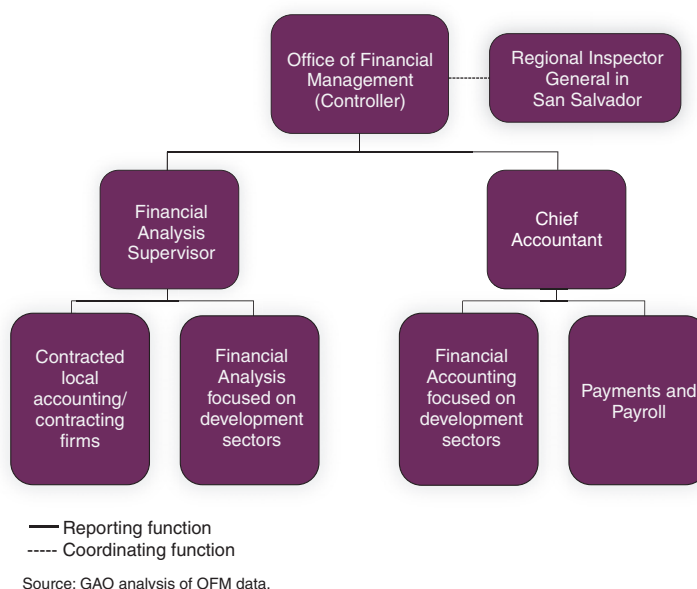 Office of Financial
Management
(Controller)
Regional Inspector
General in
San Salvador
Financial
Analysis
Supervisor
Chief
Accountant
Contracted
local
accounting/
contracting
firms
Financial
Analysis
focused on
development
sectors
Financial
Accounting
focused on
development
sectors
Payments and
Payroll
Reporting function
Coordinating function
Source: GAO analysis of OFM data.